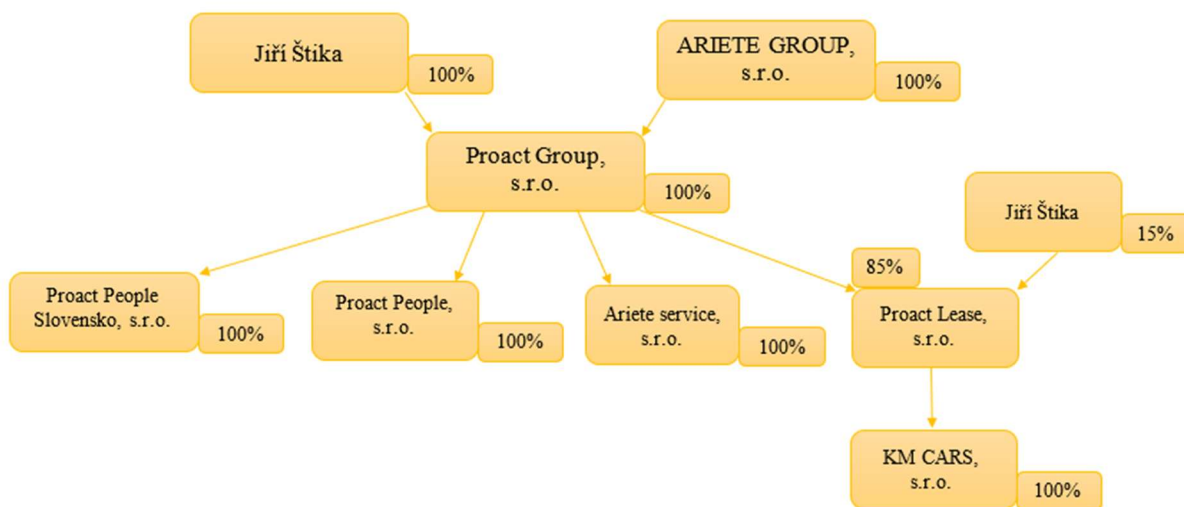 Jiří Štika
100%
ARIETE GROUP,
s.r.o.
100%
Proact Group,
s.r.o.
100%
Jiří Štika
15%
85%
Proact People
Slovensko, s.r.o.
100%
Proact People,
s.r.o.
100%
Ariete service,
s.r.o.
100%
Proact Lease,
s.r.o.
KM CARS,
s.r.o.
100%